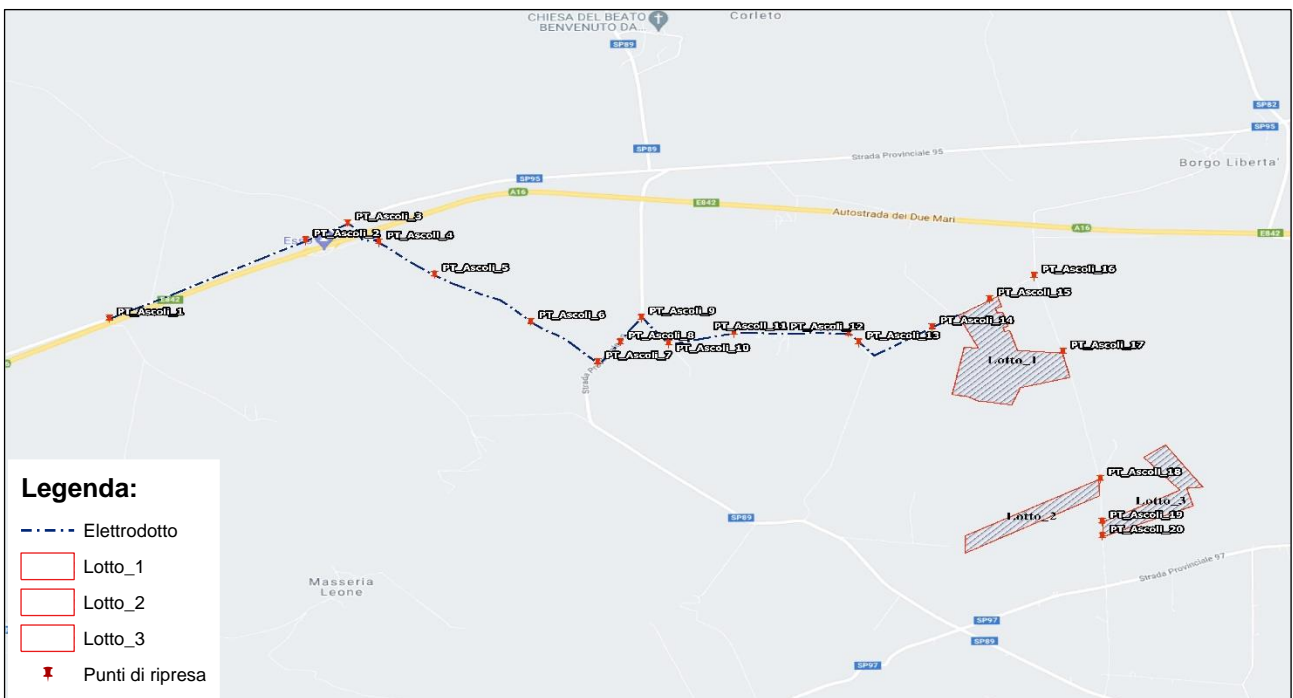 CHIESA DEL BEATO
BENVENUTO DA...
Corleto
SP89
SP82
SP95
SP89
Strada Provinciale 95
Borgo Liberta'
SP95
A16
E842
Autostrada dei Due Mari
A16
E842
PT_Ascoli_3
PT_Ascoli_2
PT_Ascoli_4
PT_Ascoli_5
PT_Ascoli_16
PT_Ascoli_15
E842
PT_Ascoli_1
PT_Ascoli_6
PT_Ascoli_9
PT_Ascoli_11
PT_Ascoli_12
PT_Ascoli_14
PT_Ascoli_8
PT_Ascoli_10
PT_Ascoli_13
PT_Ascoli_7
PT_Ascoli_17
Lotto_1
PT_Ascoli_18
Lotto_3
Lotto_2
PT_Ascoli_19
PT_Ascoli_20
SP89
Strada Provinciale 97
Masseria
Leone
SP97
SP89
SP97
Legenda:
Elettrodotto
Lotto_1
Lotto_2
Lotto_3
Punti di ripresa